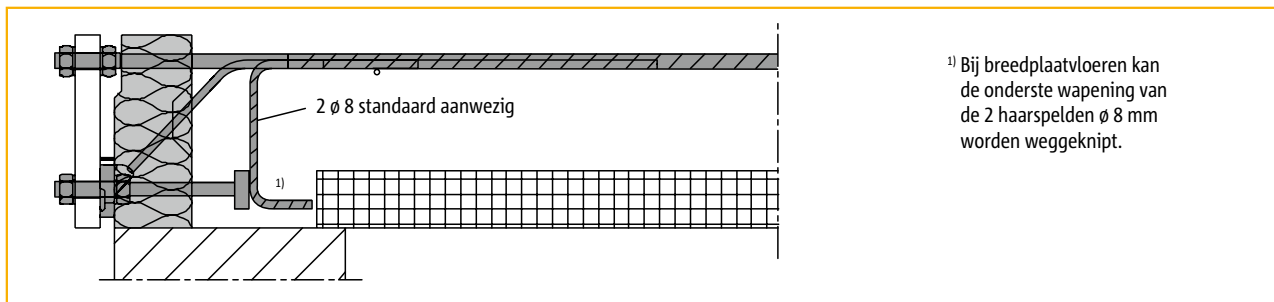 2 ø 8 standaard aanwezig
1)
1) Bij breedplaatvloeren kan
de onderste wapening van
de 2 haarspelden ø 8 mm
worden weggeknipt.